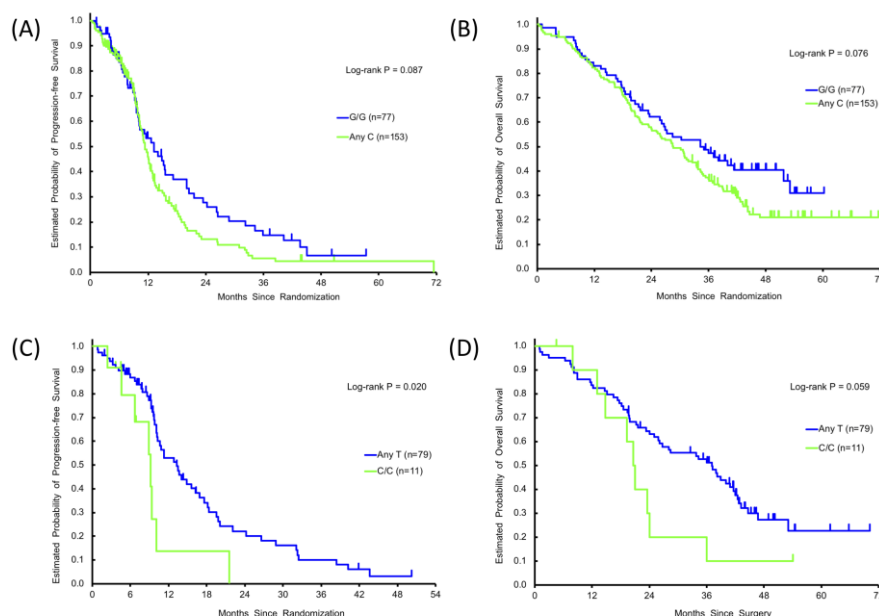 (A)
Estimated Probability of Progression-free Survival
1.0
0.9
0.8
0.7
0.6
0.5
0.4
0.3
0.2
0.1
0.0
Log-rank P = 0.087
G/G (n=77)
Any C (n=153)
0 12 24 36 48 60 72
Months Since Randomization
(B)
Estimated Probability of Overall Survival
1.0
0.9
0.8
0.7
0.6
0.5
0.4
0.3
0.2
0.1
0.0
Log-rank P = 0.076
G/G (n=77)
Any C (n=153)
0 12 24 36 48 60 7
Months Since Randomization
(C)
Estimated Probability of Progression-free Survival
1.0
0.9
0.8
0.7
0.6
0.5
0.4
0.3
0.2
0.1
0.0
Log-rank P = 0.020
Any T (n=79)
C/C (n=11)
0 6 12 18 24 30 36 42 48 54
Months Since Randomization
(D)
Estimated Probability of Overall Survival
1.0
0.9
0.8
0.7
0.6
0.5
0.4
0.3
0.2
0.1
0.0
Log-rank P = 0.059
Any T (n=79)
C/C (n=11)
0 12 24 36 48 60 7
Months Since Surgery